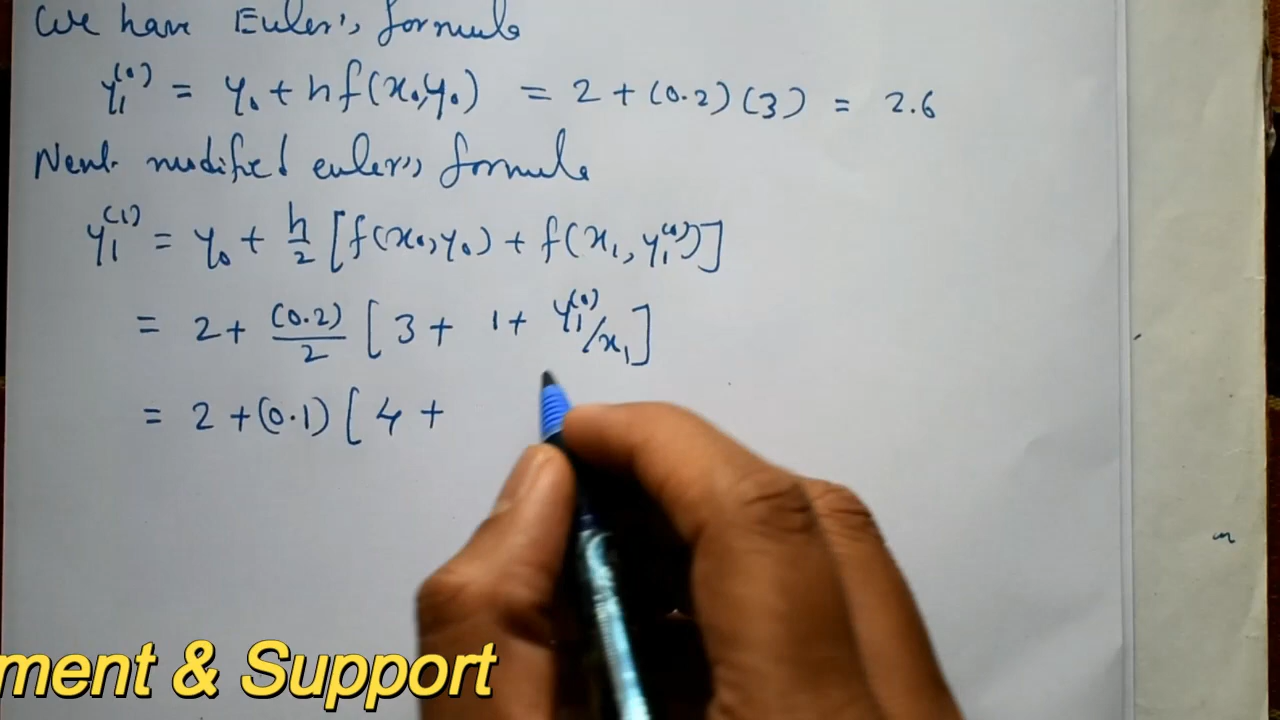 We have Euler's formula
y₁⁽⁰⁾ = y₀ + h f(x₀, y₀) = 2 + (0.2)(3) = 2.6
Next modified euler's formula
y₁⁽¹⁾ = y₀ + h/2 [f(x₀, y₀) + f(x₁, y₁⁽⁰⁾)]
= 2 + (0.2)/2 [3 + 1 + y₁⁽⁰⁾/x₁]
= 2 + (0.1) [4 +
ment & Support